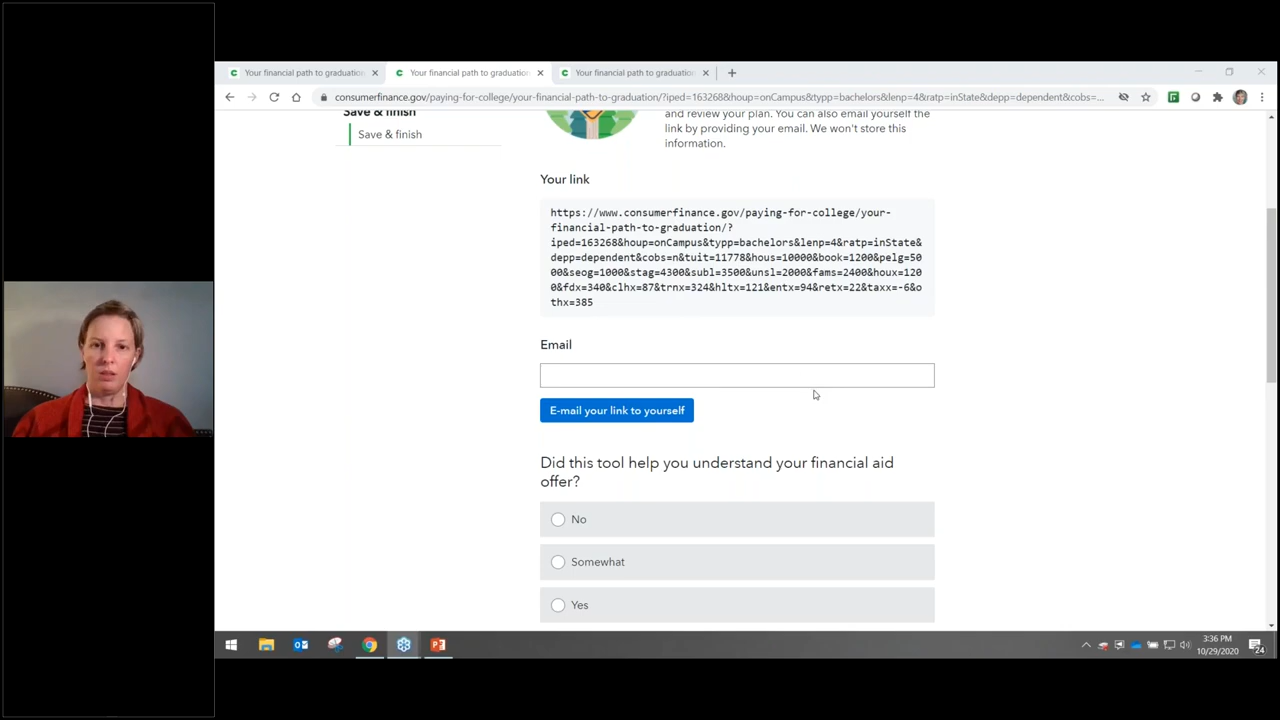 Your financial path to graduation
Your financial path to graduation
Your financial path to graduation
consumerfinance.gov/paying-for-college/your-financial-path-to-graduation/?iped=163268&houp=onCampus&typp=bachelors&lenp=4&ratp=inState&depp=dependent&cobs=...
Save & finish
Save & finish
and review your plan. You can also email yourself the
link by providing your email. We won't store this
information.
Your link
https://www.consumerfinance.gov/paying-for-college/your-
financial-path-to-graduation/?
iped=163268&houp=onCampus&typp=bachelors&lenp=4&ratp=inState&
depp=dependent&cobs=n&tuit=11778&hous=10000&book=1200&pelg=50
00&seog=1000&stag=4300&subl=3500&unsl=2000&fams=2400&houx=120
0&fdx=340&clhx=87&trnx=324&hltx=121&entx=94&retx=22&taxx=-6&o
thx=385
Email
E-mail your link to yourself
Did this tool help you understand your financial aid
offer?
No
Somewhat
Yes
3:36 PM
10/29/2020
24